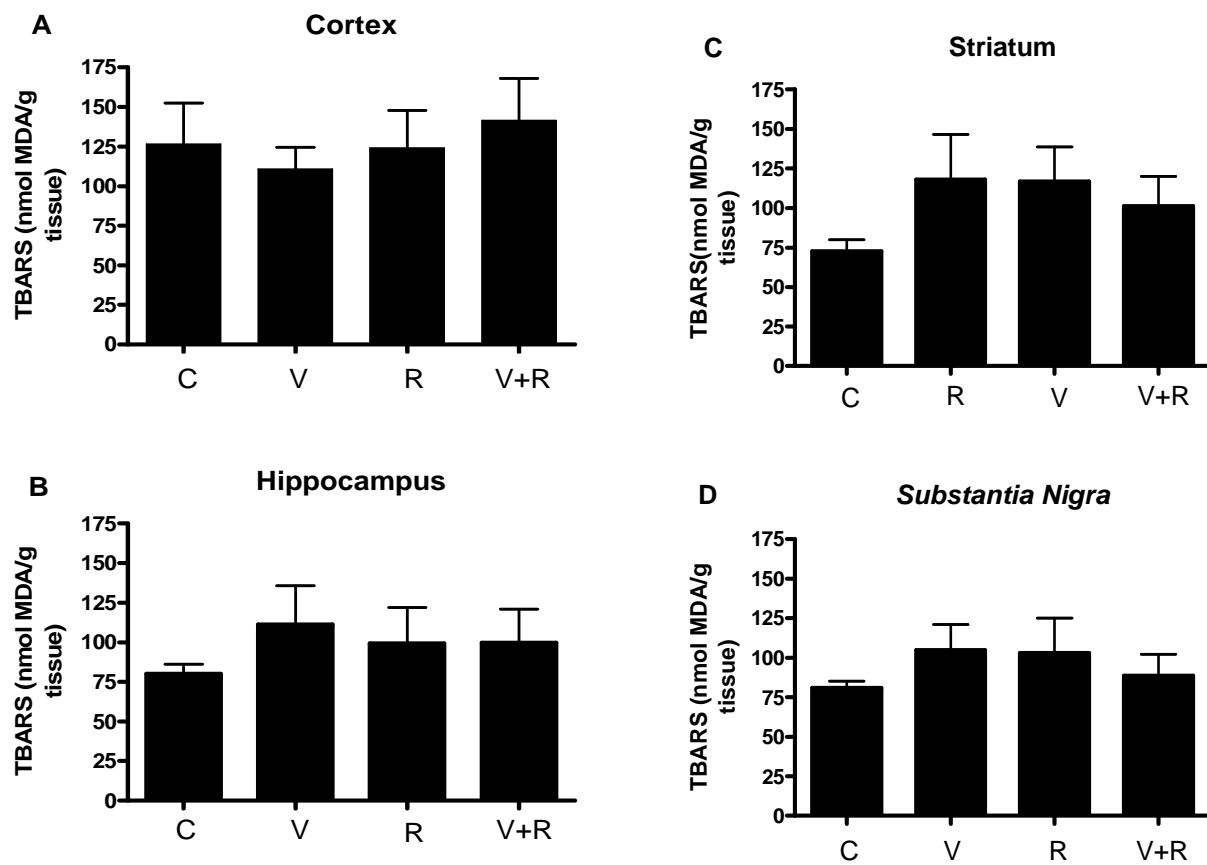 A
Cortex
TBARS (nmol MDA/g
tissue)
175
150
125
100
75
50
25
0
C V R V+R
B
Hippocampus
TBARS (nmol MDA/g
tissue)
175
150
125
100
75
50
25
0
C V R V+R
C
Striatum
TBARS(nmol MDA/g
tissue)
175
150
125
100
75
50
25
0
C R V V+R
D
Substantia Nigra
TBARS (nmol MDA/g
tissue)
175
150
125
100
75
50
25
0
C V R V+R